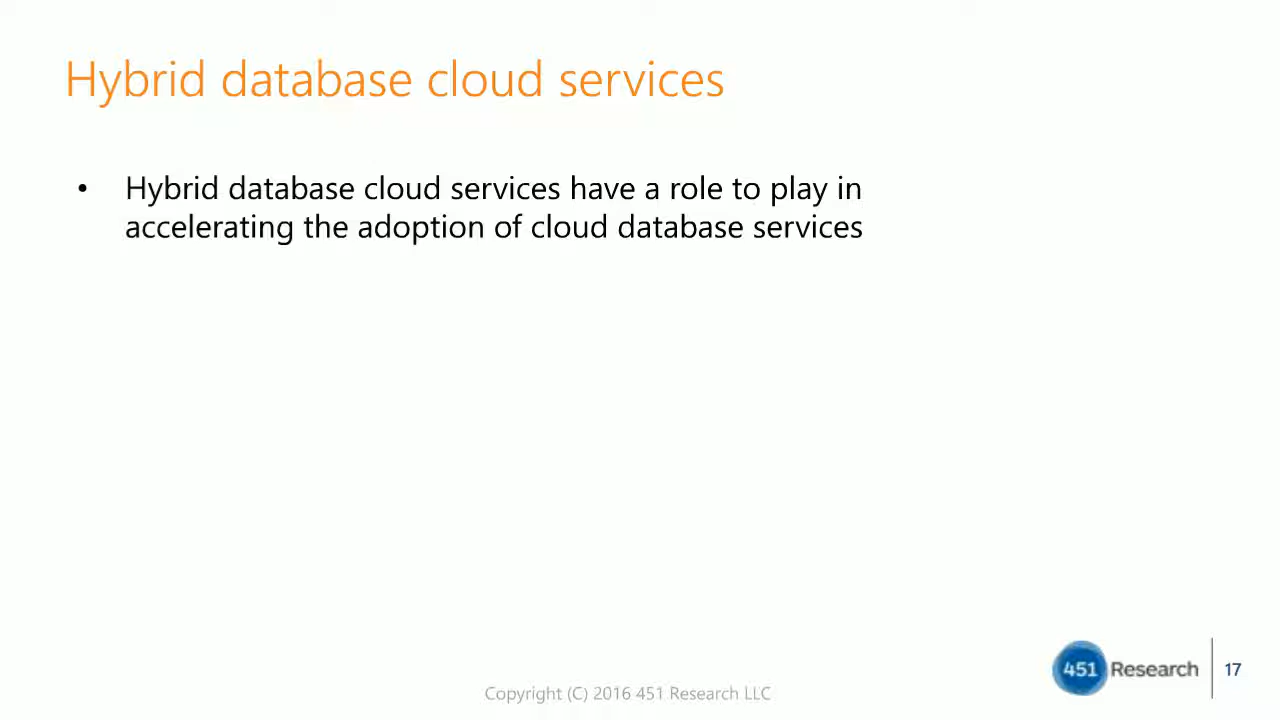 Hybrid database cloud services
• Hybrid database cloud services have a role to play in
accelerating the adoption of cloud database services
451 Research
17
Copyright (C) 2016 451 Research LLC